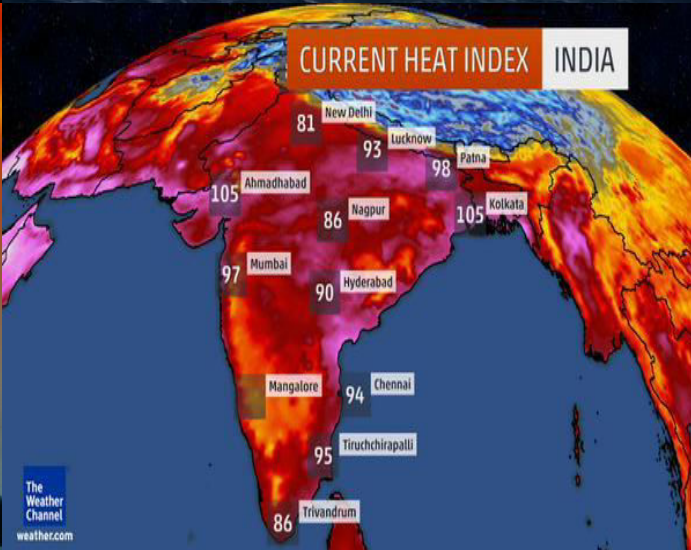 CURRENT HEAT INDEX INDIA
81 New Delhi
93 Lucknow
98 Patna
105 Ahmadhabad
105 Kolkata
86 Nagpur
97 Mumbai
90 Hyderabad
Mangalore
94 Chennai
95 Tiruchchirapalli
86 Trivandrum
The
Weather
Channel
weather.com